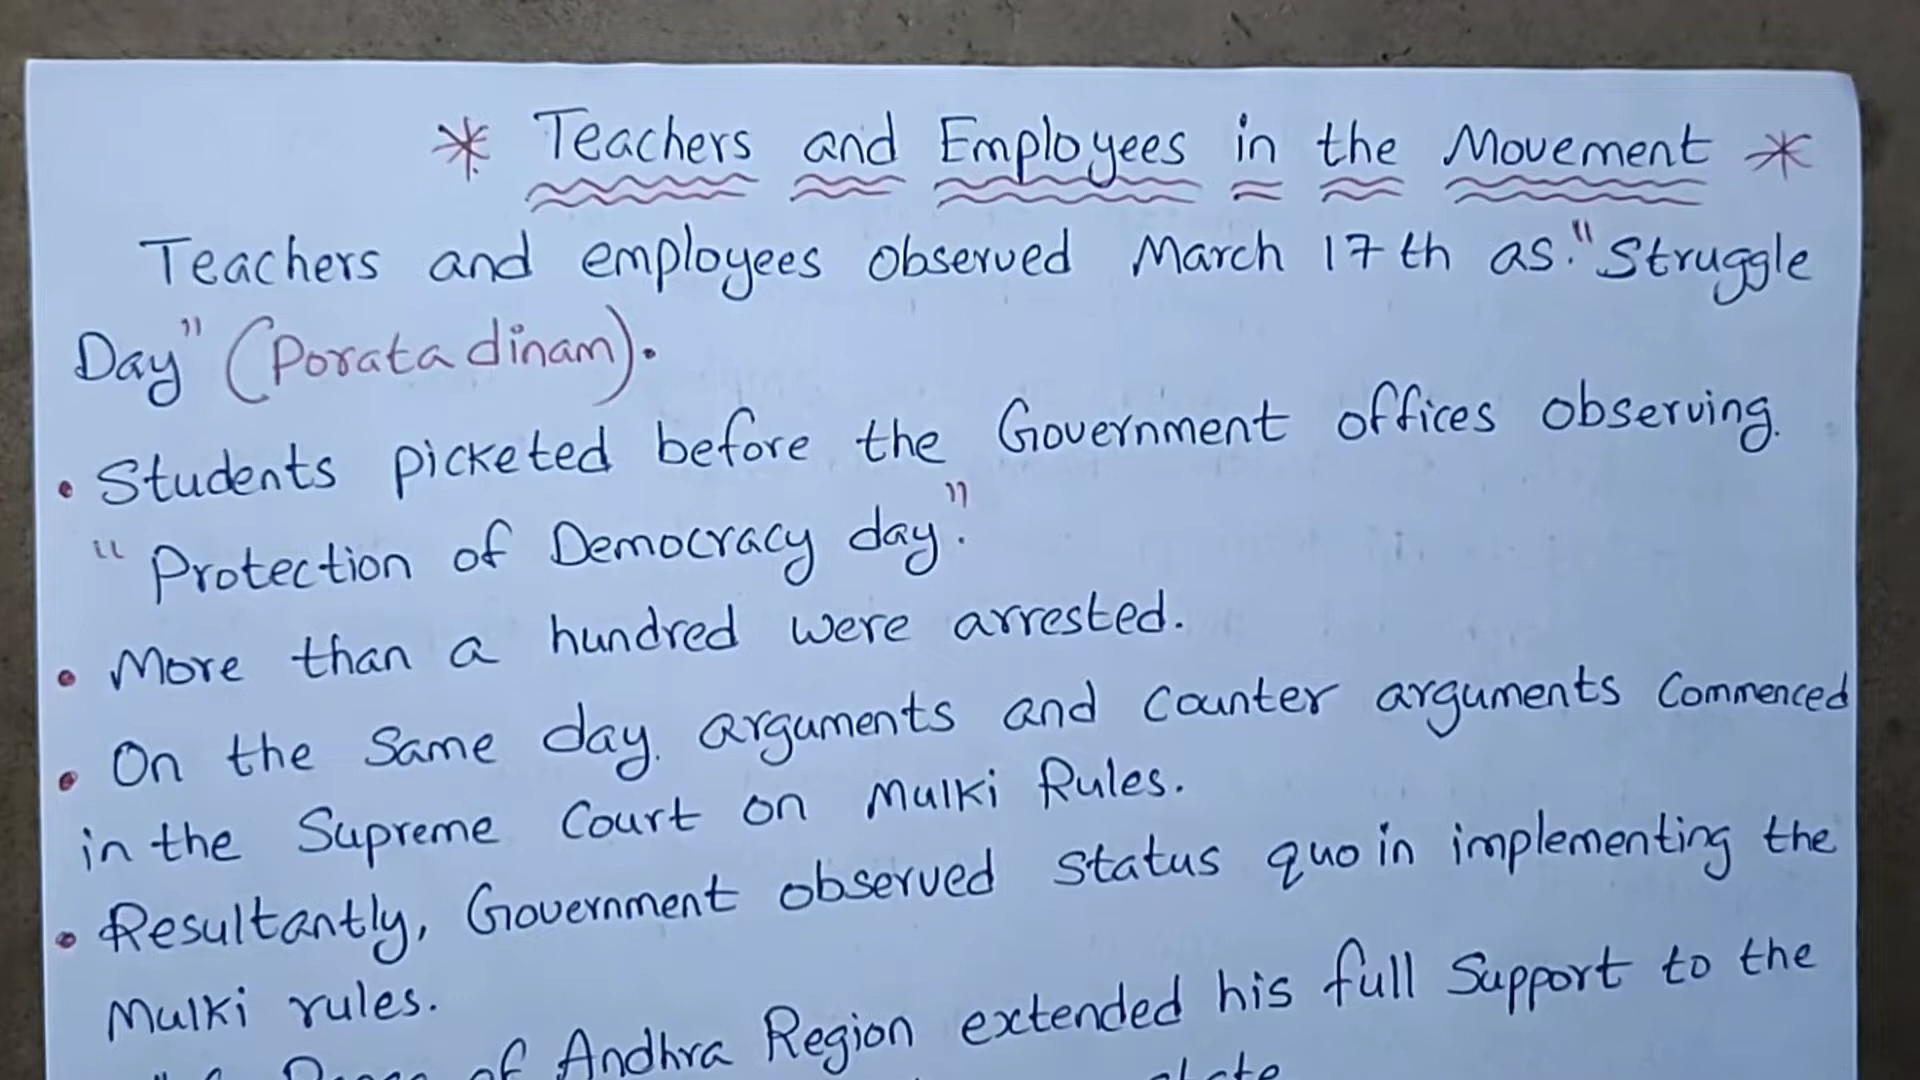 * Teachers and Employees in the Movement *
Teachers and employees observed March 17th as. "Struggle
Day" (Porata dinam).
• Students picketed before the Government offices observing.
"Protection of Democracy day."
• More than a hundred were arrested.
• On the Same day. arguments and counter arguments Commenced
in the Supreme Court on Mulki Rules.
• Resultantly, Government observed status quo in implementing the
Mulki rules.
of Andhra Region extended his full Support to the
state